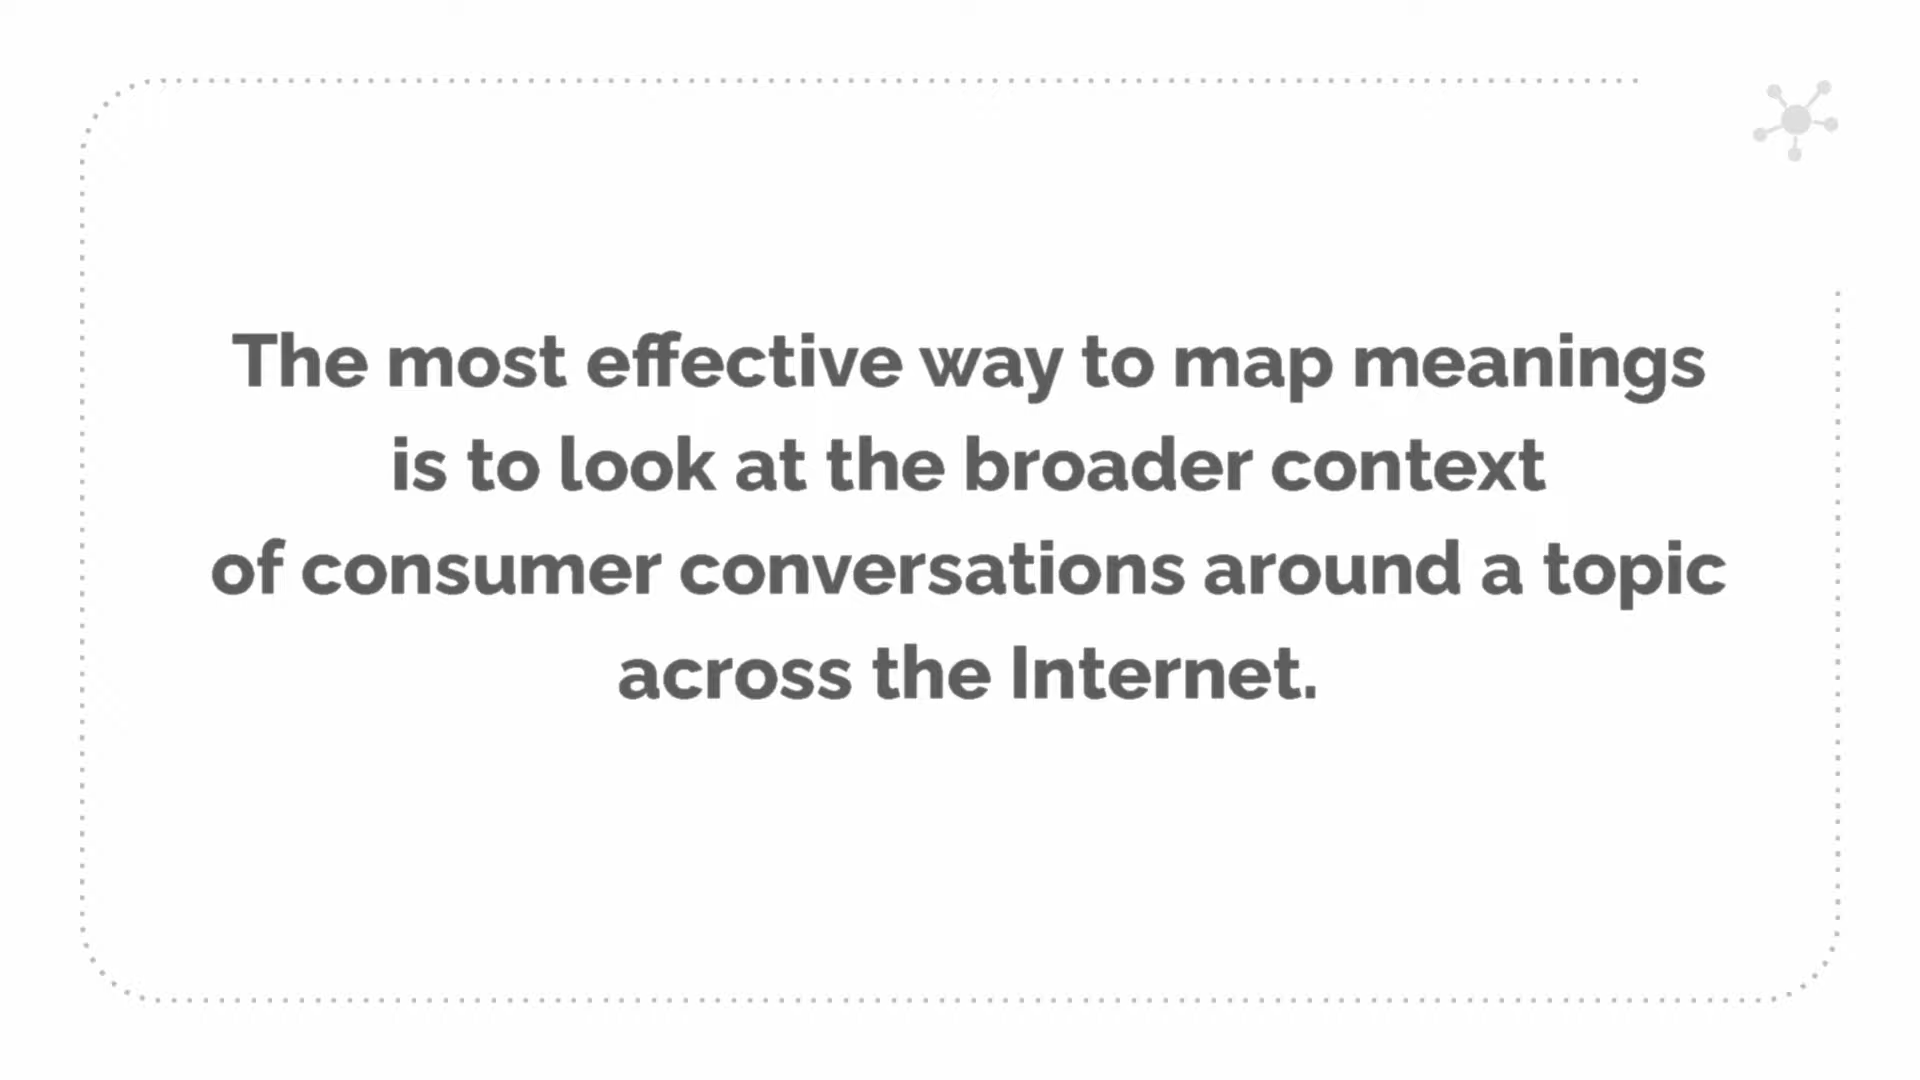 The most effective way to map meanings
is to look at the broader context
of consumer conversations around a topic
across the Internet.